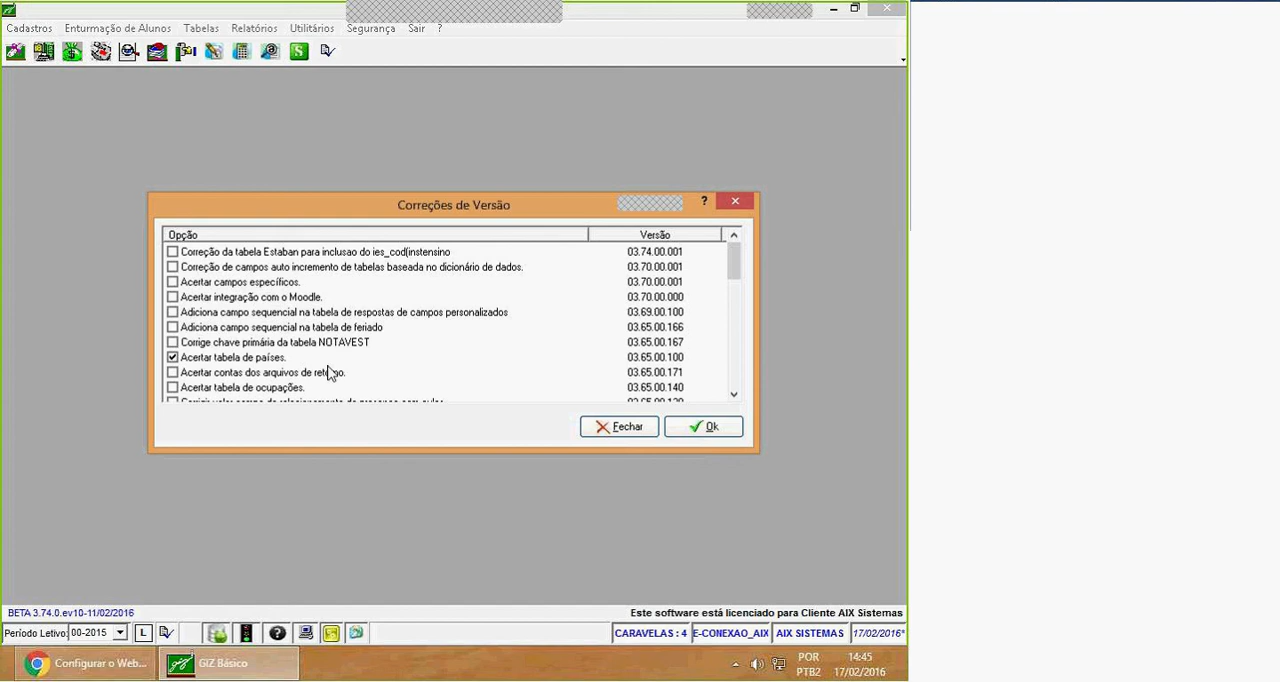 Cadastros Enturmação de Alunos Tabelas Relatórios Utilitários Segurança Sair ?
Correções de Versão ?
Opção Versão
Correção da tabela Estaban para inclusao do ies_cod(instensino 03.74.00.001
Correção de campos auto incremento de tabelas baseada no dicionário de dados. 03.70.00.001
Acertar campos específicos. 03.70.00.001
Acertar integração com o Moodle. 03.70.00.000
Adiciona campo sequencial na tabela de respostas de campos personalizados 03.69.00.100
Adiciona campo sequencial na tabela de feriado 03.65.00.166
Corrige chave primária da tabela NOTAVEST 03.65.00.167
Acertar tabela de países. 03.65.00.100
Acertar contas dos arquivos de 03.65.00.171
Acertar tabela de ocupações. 03.65.00.140
Fechar Ok
BETA 3.74.0.ev10-11/02/2016 Este software está licenciado para Cliente AIX Sistemas
Período Letivo: 00-2015 L CARAVELAS : 4 E-CONEXAO_AIX AIX SISTEMAS 17/02/2016*
Configurar o Web... GIZ Básico POR 14:45
PTB2 17/02/2016